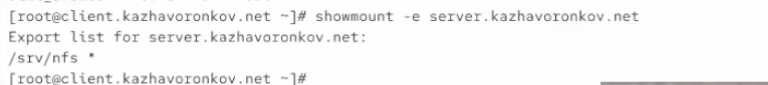 [root@client.kazhavoronkov.net ~]# showmount -e server.kazhavoronkov.net
Export list for server.kazhavoronkov.net:
/srv/nfs *
[root@client.kazhavoronkov.net ~]#